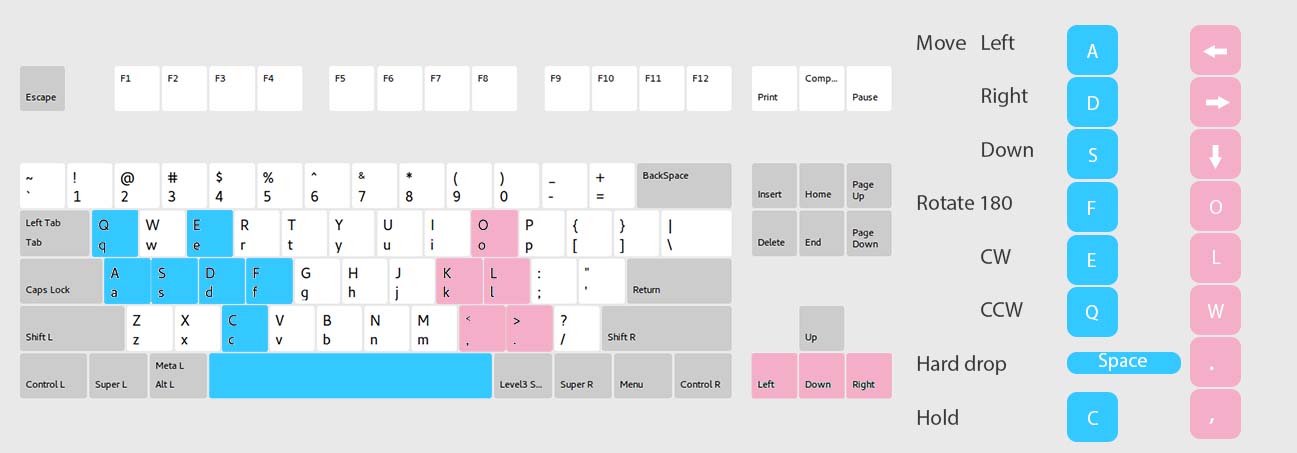 F1 F2 F3 F4 F5 F6 F7 F8 F9 F10 F11 F12 Comp...
Escape Print Pause
~ ! @ # $ % ^ & * ( ) _ + BackSpace
` 1 2 3 4 5 6 7 8 9 0 - =
Insert Home Page Up
Left Tab Q W E R T Y U I O P { } |
Tab q w e r t y u i o p [ ] \
Delete End Page Down
A S D F G H J K L : "
Caps Lock a s d f g h j k l ; ' Return
Z X C V B N M < > ?
Shift L z x c v b n m , . / Shift R
Up
Meta L
Control L Super L Alt L Level3 S... Super R Menu Control R
Left Down Right
Move Left A ←
Right D →
Down S ↓
Rotate 180 F O
CW E L
CCW Q W
Hard drop Space .
Hold C ,